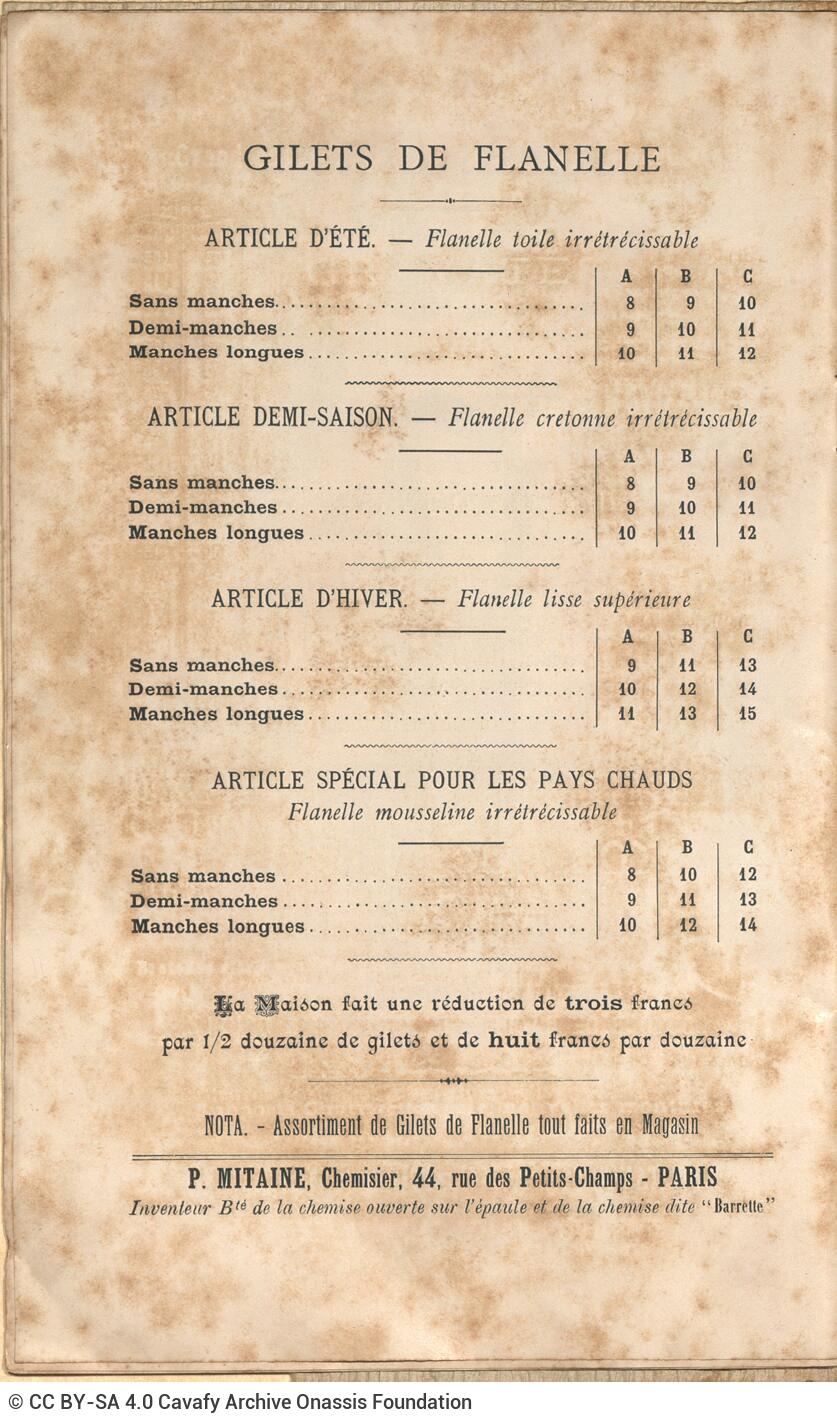 GILETS DE FLANELLE
ARTICLE D'ÉTÉ. — Flanelle toile irrétrécissable
A B C
Sans manches.................................. 8 9 10
Demi-manches.. .............................. 9 10 11
Manches longues.............................. 10 11 12
ARTICLE DEMI-SAISON. — Flanelle cretonne irrétrécissable
A B C
Sans manches.................................. 8 9 10
Demi-manches................................. 9 10 11
Manches longues.............................. 10 11 12
ARTICLE D'HIVER. — Flanelle lisse supérieure
A B C
Sans manches.................................. 9 11 13
Demi-manches................................. 10 12 14
Manches longues.............................. 11 13 15
ARTICLE SPÉCIAL POUR LES PAYS CHAUDS
Flanelle mousseline irrétrécissable
A B C
Sans manches ................................. 8 10 12
Demi-manches................................. 9 11 13
Manches longues.............................. 10 12 14
La Maison fait une réduction de trois francs
par 1/2 douzaine de gilets et de huit francs par douzaine
NOTA. - Assortiment de Gilets de Flanelle tout faits en Magasin
P. MITAINE, Chemisier, 44, rue des Petits-Champs - PARIS
Inventeur Bté de la chemise ouverte sur l'épaule et de la chemise dite "Barrette"
© CC BY-SA 4.0 Cavafy Archive Onassis Foundation